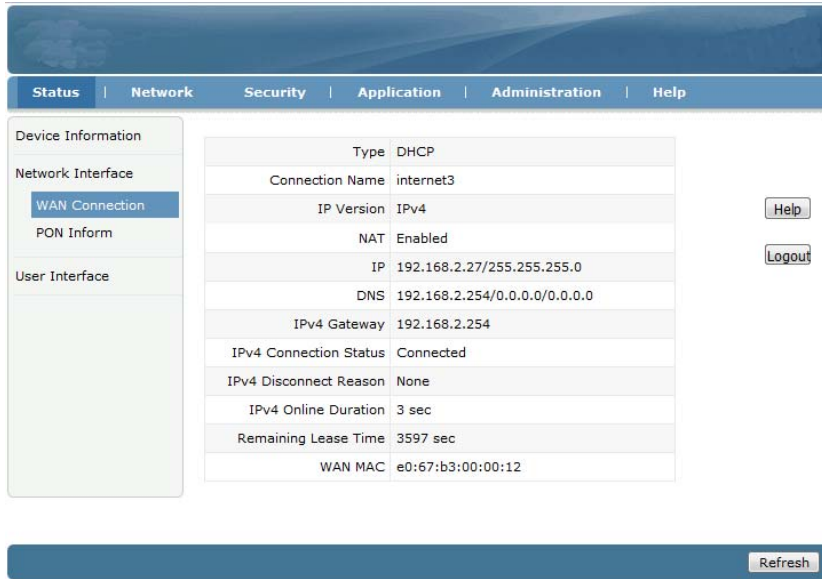 Status | Network Security | Application | Administration | Help
Device Information
Network Interface
WAN Connection
PON Inform
User Interface
Type DHCP
Connection Name internet3
IP Version IPv4
NAT Enabled
IP 192.168.2.27/255.255.255.0
DNS 192.168.2.254/0.0.0.0/0.0.0.0
IPv4 Gateway 192.168.2.254
IPv4 Connection Status Connected
IPv4 Disconnect Reason None
IPv4 Online Duration 3 sec
Remaining Lease Time 3597 sec
WAN MAC e0:67:b3:00:00:12
Help
Logout
Refresh